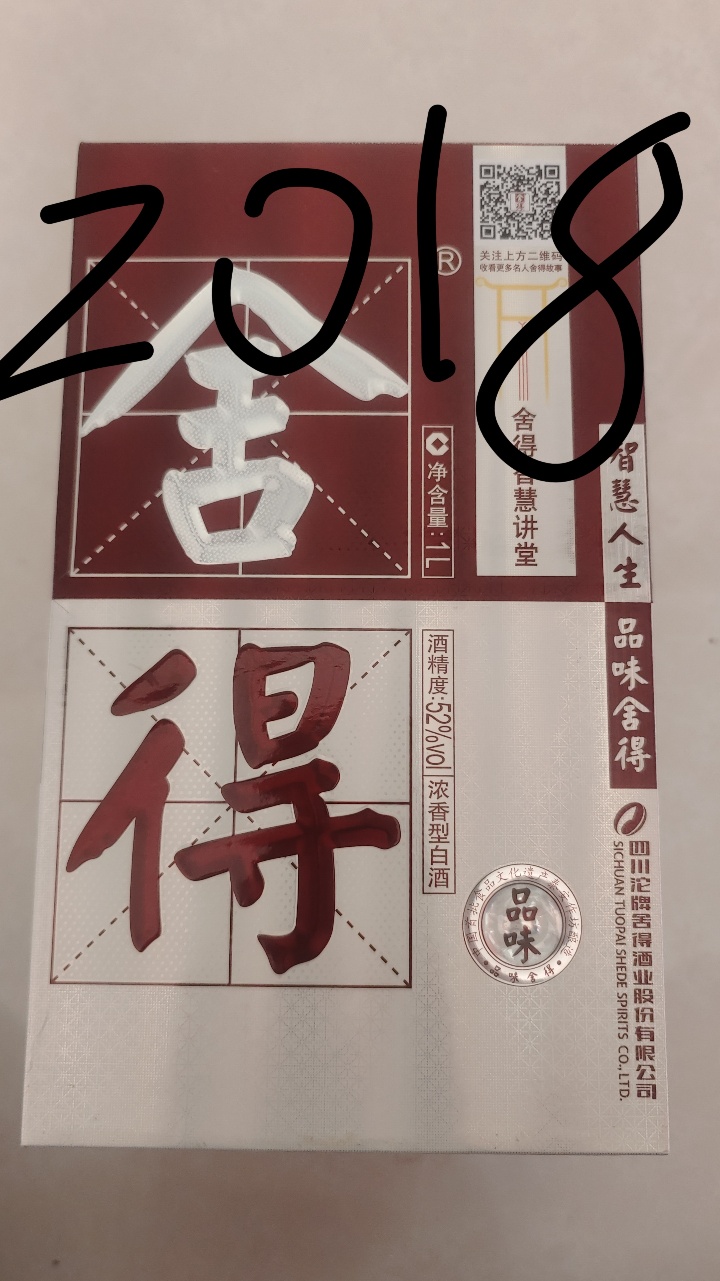 2018
舍
®
关注上方二维码
收看更多名人舍得故事
舍得智慧讲堂
净含量:1L
智慧人生
品味舍得
得
酒精度:52%vol
浓香型白酒
品味
品味舍得
四川沱牌舍得酒业股份有限公司
SICHUAN TUOPAI SHEDE SPIRITS CO., LTD.